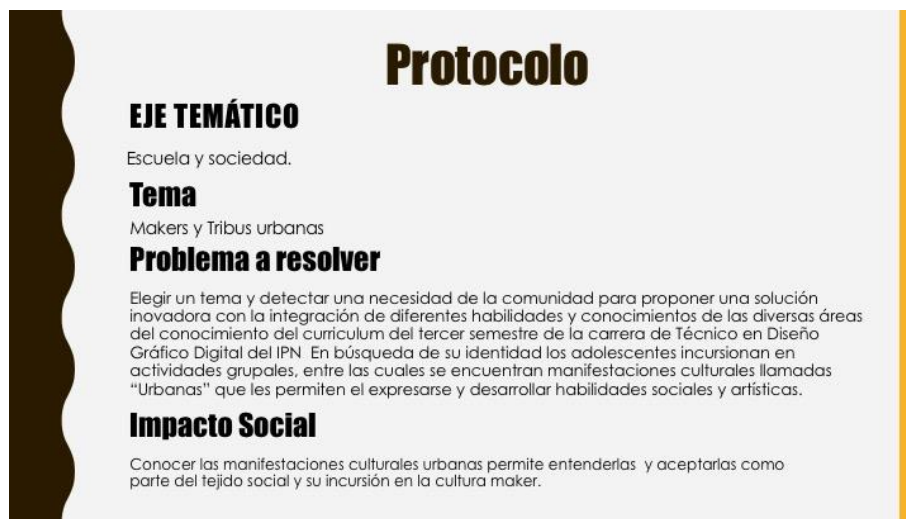 Protocolo
EJE TEMÁTICO
Escuela y sociedad.
Tema
Makers y Tribus urbanas
Problema a resolver
Elegir un tema y detectar una necesidad de la comunidad para proponer una solución
inovadora con la integración de diferentes habilidades y conocimientos de las diversas áreas
del conocimiento del curriculum del tercer semestre de la carrera de Técnico en Diseño
Gráfico Digital del IPN En búsqueda de su identidad los adolescentes incursionan en
actividades grupales, entre las cuales se encuentran manifestaciones culturales llamadas
“Urbanas” que les permiten el expresarse y desarrollar habilidades sociales y artísticas.
Impacto Social
Conocer las manifestaciones culturales urbanas permite entenderlas y aceptarlas como
parte del tejido social y su incursión en la cultura maker.